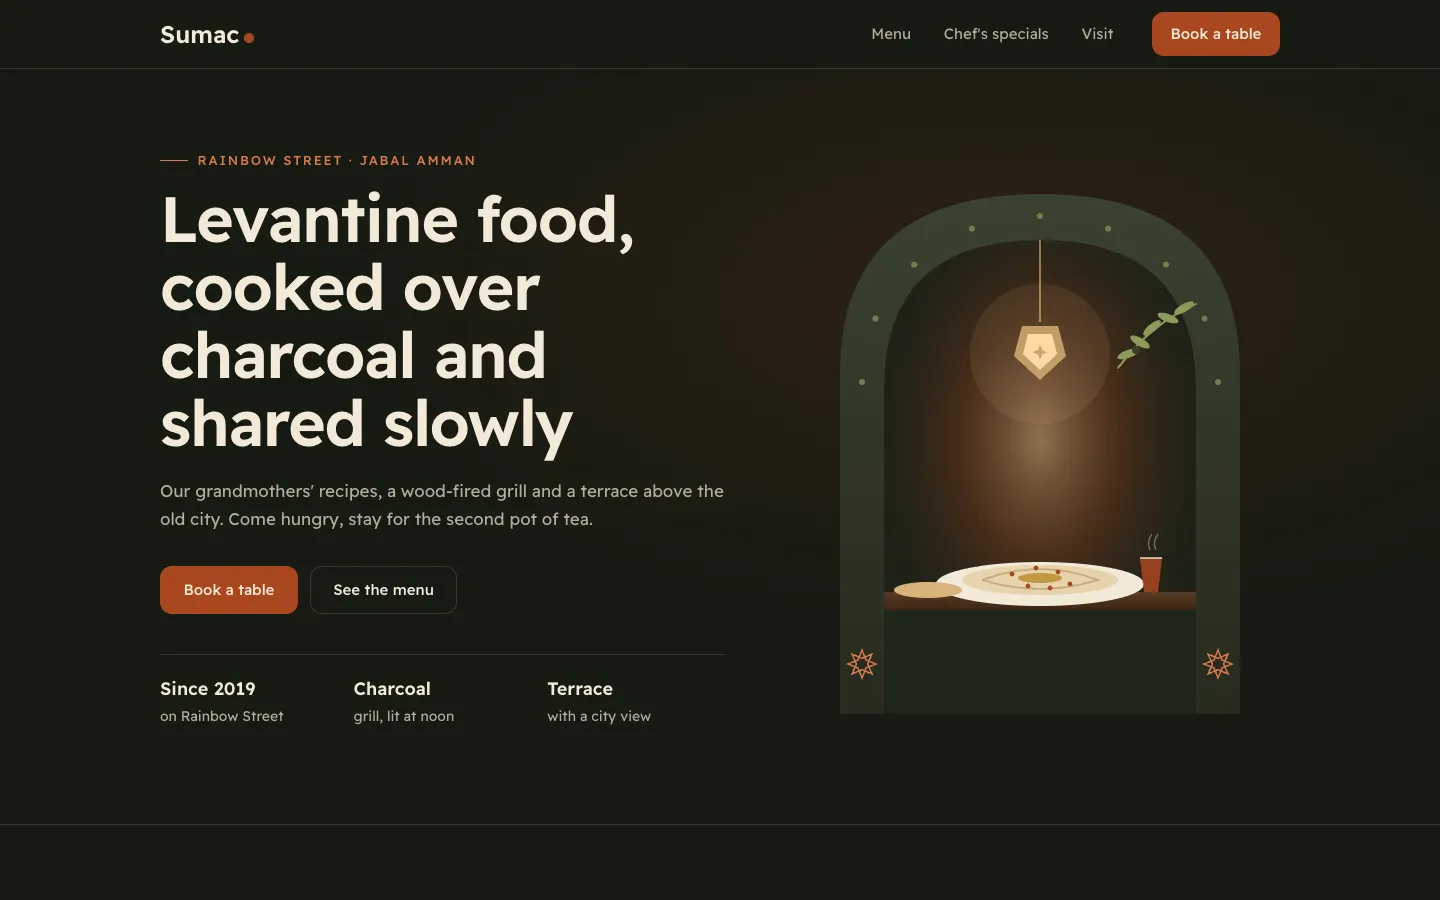 Sumac
Menu
Chef's specials
Visit
Book a table
RAINBOW STREET · JABAL AMMAN
Levantine food,
cooked over
charcoal and
shared slowly
Our grandmothers' recipes, a wood-fired grill and a terrace above the
old city. Come hungry, stay for the second pot of tea.
Book a table
See the menu
Since 2019
on Rainbow Street
Charcoal
grill, lit at noon
Terrace
with a city view